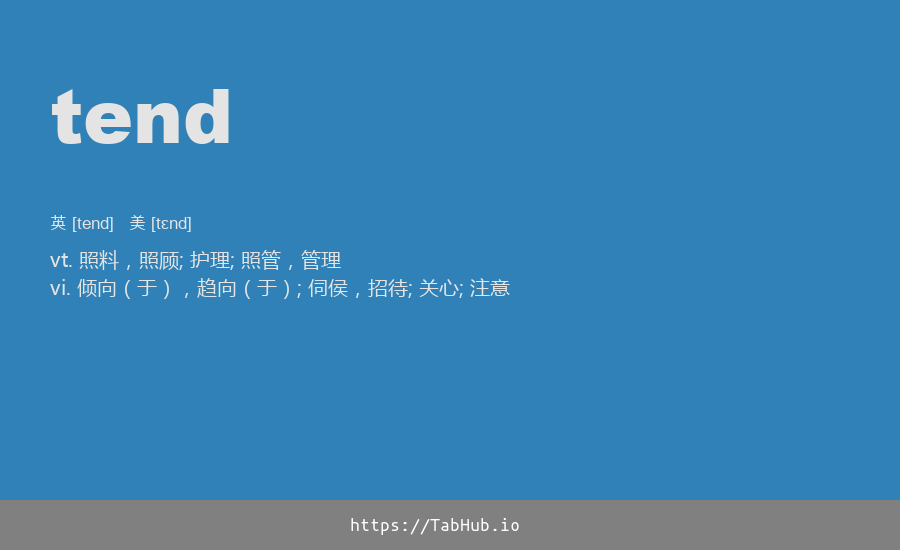 tend
英 [tend] 美 [tɛnd]
vt. 照料，照顾; 护理; 照管，管理
vi. 倾向（于），趋向（于）; 伺侯，招待; 关心; 注意
https://TabHub.io